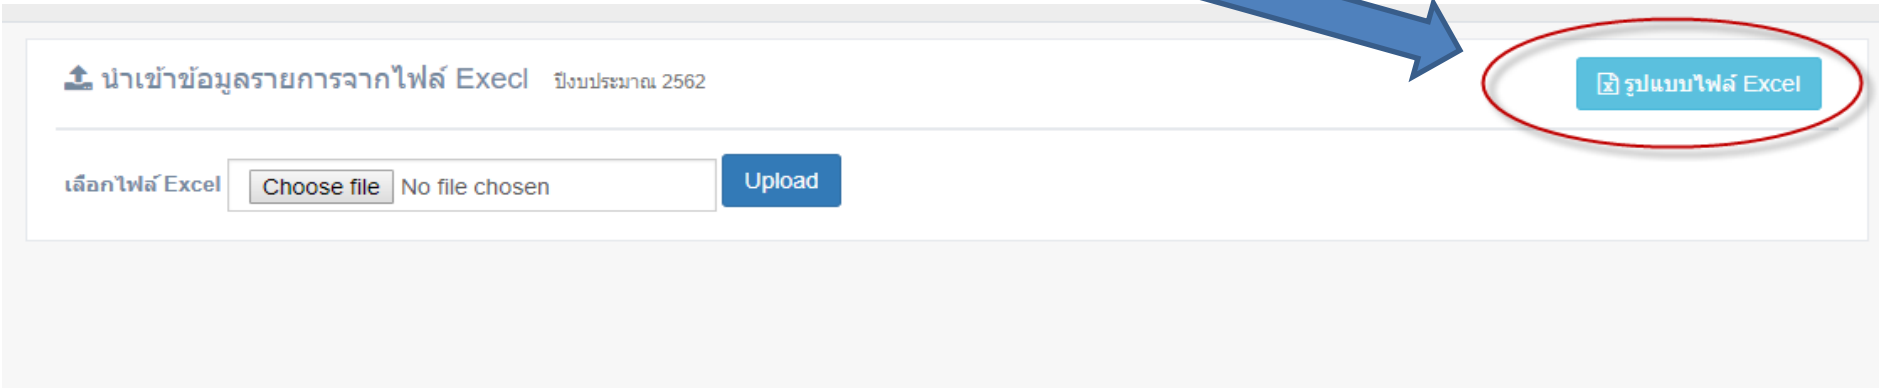 นำเข้าข้อมูลรายการจากไฟล์ Execl ปีงบประมาณ 2562
รูปแบบไฟล์ Excel
เลือกไฟล์ Excel Choose file No file chosen Upload